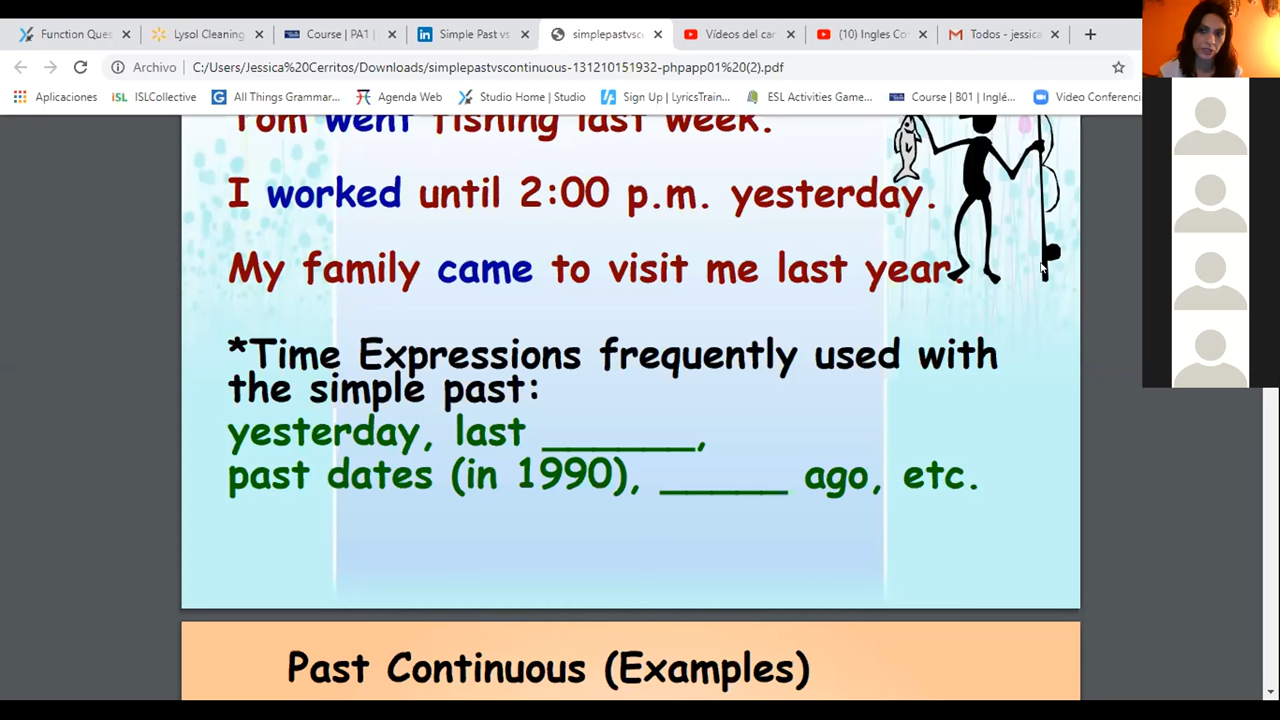 Function Ques
Lysol Cleaning
Course | PA1 |
Simple Past vs
simplepastvsco
Vídeos del car
(10) Ingles Co
Todos - jessica
Archivo
C:/Users/Jessica%20Cerritos/Downloads/simplepastvscontinuous-131210151932-phpapp01%20(2).pdf
Aplicaciones
iSL ISLCollective
All Things Grammar...
Agenda Web
Studio Home | Studio
Sign Up | LyricsTrain...
ESL Activities Game...
Course | B01 | Inglé...
Video Conferenci
Tom went fishing last week.
I worked until 2:00 p.m. yesterday.
My family came to visit me last year.
*Time Expressions frequently used with
the simple past:
yesterday, last ______,
past dates (in 1990), _____ ago, etc.
Past Continuous (Examples)